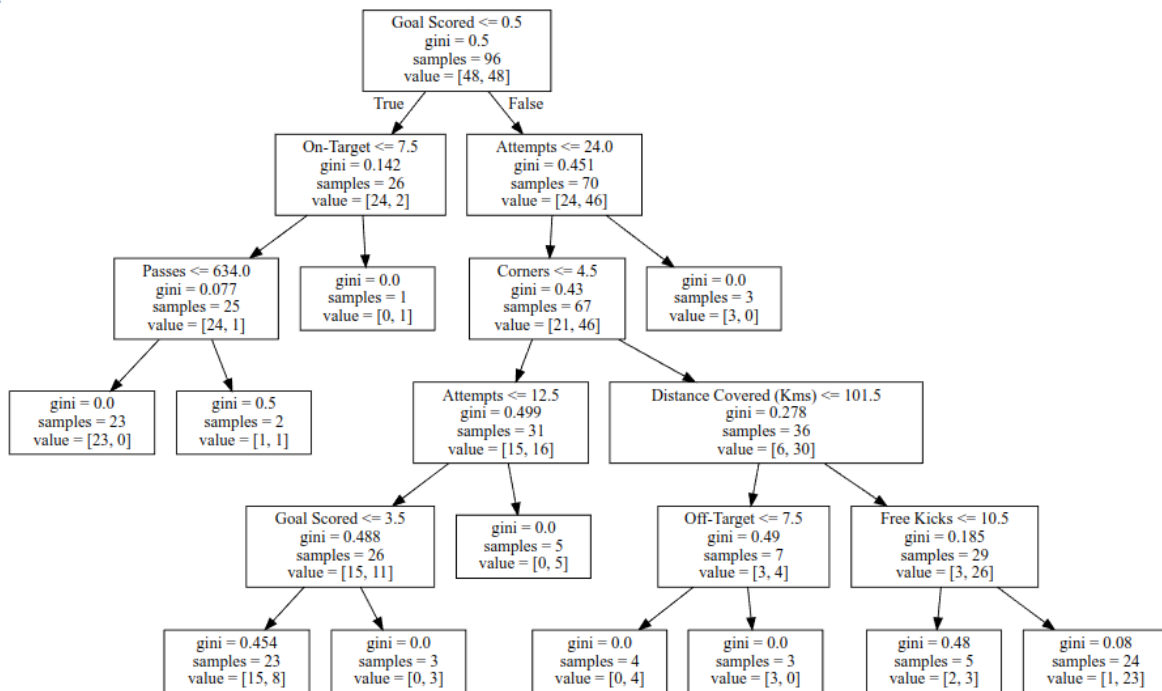 Goal Scored <= 0.5
gini = 0.5
samples = 96
value = [48, 48]
True
False
On-Target <= 7.5
gini = 0.142
samples = 26
value = [24, 2]
Attempts <= 24.0
gini = 0.451
samples = 70
value = [24, 46]
Passes <= 634.0
gini = 0.077
samples = 25
value = [24, 1]
gini = 0.0
samples = 1
value = [0, 1]
Corners <= 4.5
gini = 0.43
samples = 67
value = [21, 46]
gini = 0.0
samples = 3
value = [3, 0]
gini = 0.0
samples = 23
value = [23, 0]
gini = 0.5
samples = 2
value = [1, 1]
Attempts <= 12.5
gini = 0.499
samples = 31
value = [15, 16]
Distance Covered (Kms) <= 101.5
gini = 0.278
samples = 36
value = [6, 30]
Goal Scored <= 3.5
gini = 0.488
samples = 26
value = [15, 11]
gini = 0.0
samples = 5
value = [0, 5]
Off-Target <= 7.5
gini = 0.49
samples = 7
value = [3, 4]
Free Kicks <= 10.5
gini = 0.185
samples = 29
value = [3, 26]
gini = 0.454
samples = 23
value = [15, 8]
gini = 0.0
samples = 3
value = [0, 3]
gini = 0.0
samples = 4
value = [0, 4]
gini = 0.0
samples = 3
value = [3, 0]
gini = 0.48
samples = 5
value = [2, 3]
gini = 0.08
samples = 24
value = [1, 23]